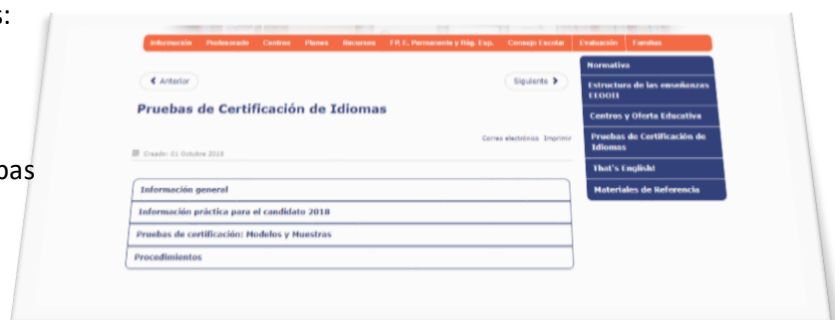 s:
bas
Información Profesorado Centros Planes Recursos F.P, E. Permanente y Rég. Esp. Consejo Escolar Evaluación Familias
Anterior
Siguiente
Pruebas de Certificación de Idiomas
Correo electrónico Imprimir
Creado: 01 Octubre 2018
Información general
Información práctica para el candidato 2018
Pruebas de certificación: Modelos y Muestras
Procedimientos
Normativa
Estructura de las enseñanzas
EEOOII
Centros y Oferta Educativa
Pruebas de Certificación de
Idiomas
That's English!
Materiales de Referencia